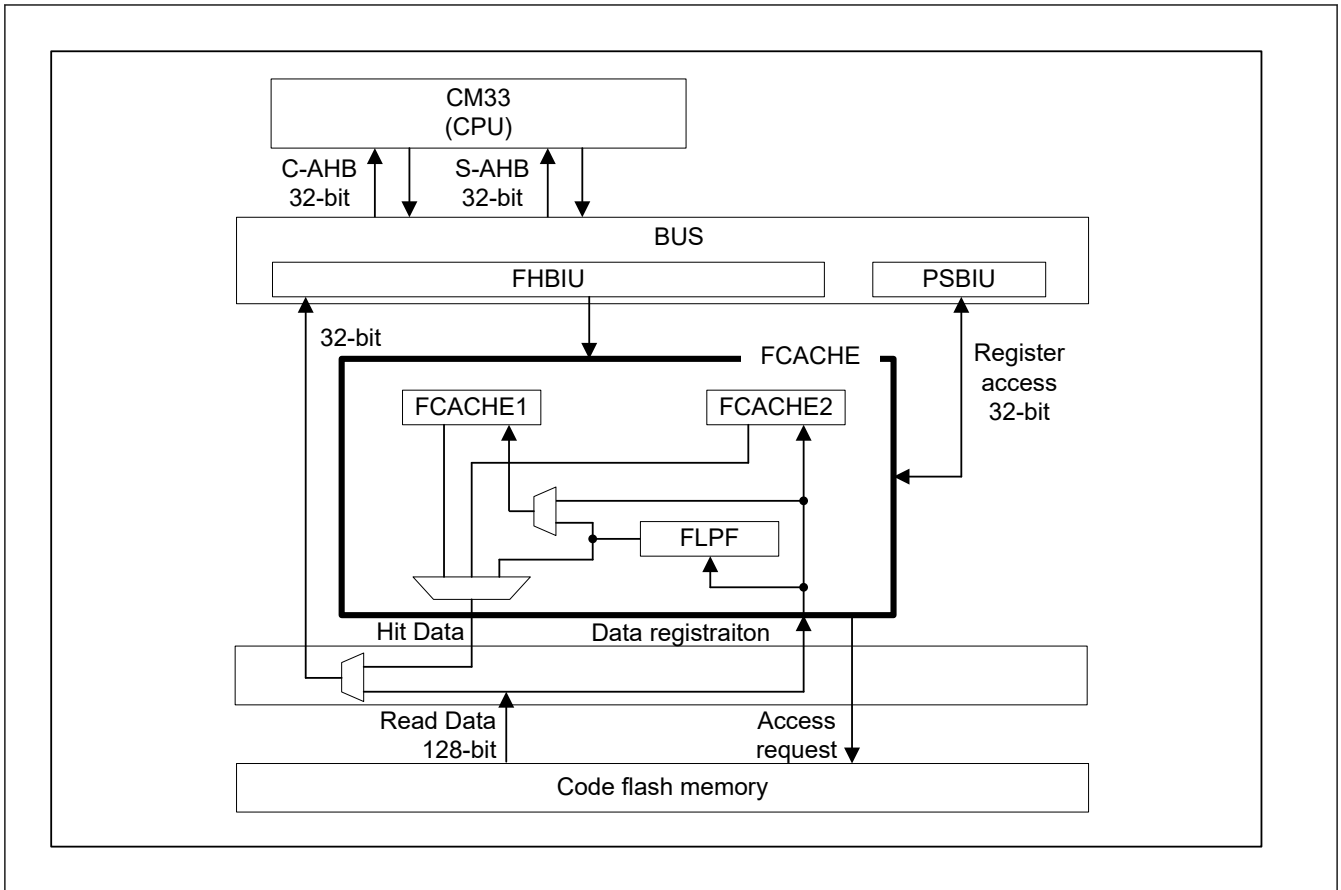 CM33
(CPU)
C-AHB
32-bit
S-AHB
32-bit
BUS
FHBIU
PSBIU
32-bit
FCACHE
Register
access
32-bit
FCACHE1
FCACHE2
FLPF
Hit Data
Data registraiton
Read Data
128-bit
Access
request
Code flash memory